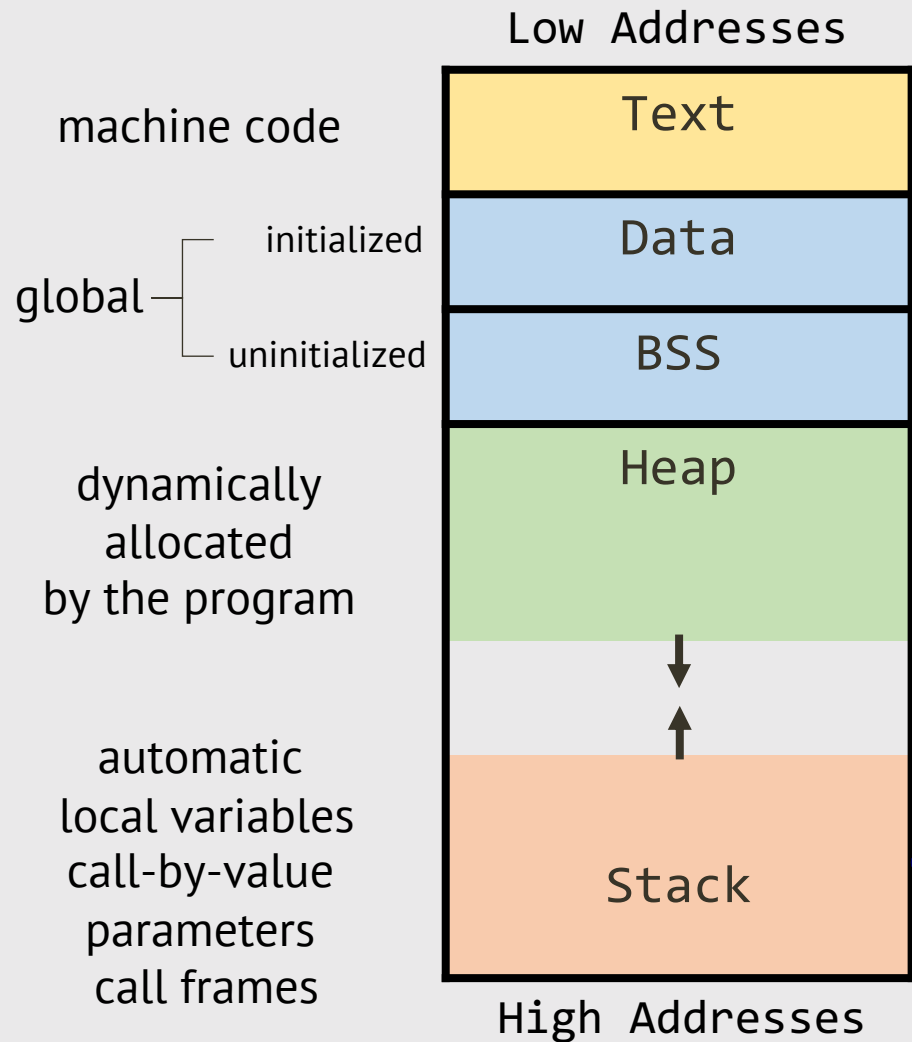 Low Addresses
machine code
Text
global
initialized
Data
uninitialized
BSS
dynamically
allocated
by the program
Heap
automatic
local variables
call-by-value
parameters
call frames
Stack
High Addresses